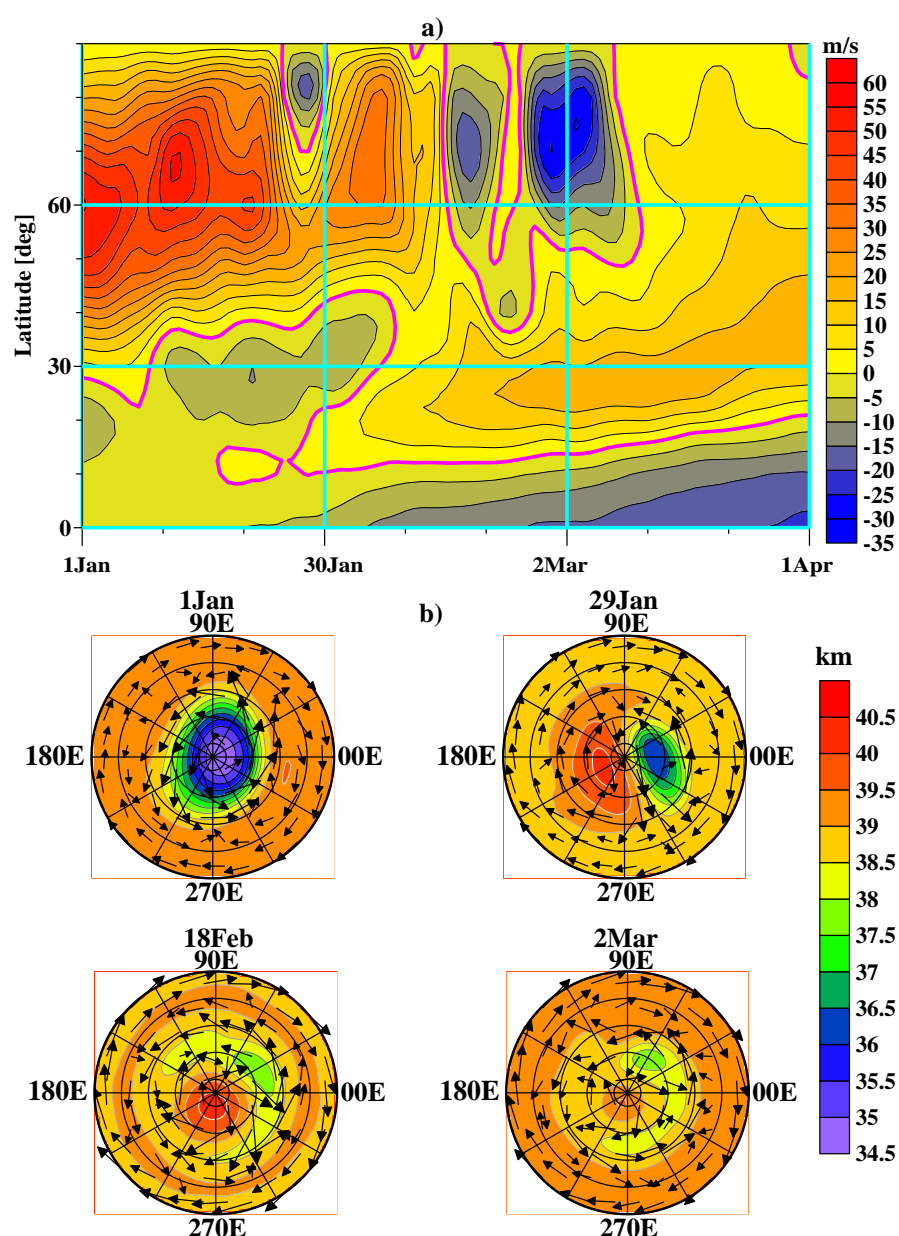 a)
m/s
Latitude [deg]
60
30
0
1Jan
30Jan
2Mar
1Apr
60
55
50
45
40
35
30
25
20
15
10
5
0
-5
-10
-15
-20
-25
-30
-35
b)
1Jan
90E
180E
00E
270E
29Jan
90E
180E
00E
270E
km
40.5
40
39.5
39
38.5
38
37.5
37
36.5
36
35.5
35
34.5
18Feb
90E
180E
00E
270E
2Mar
90E
180E
00E
270E